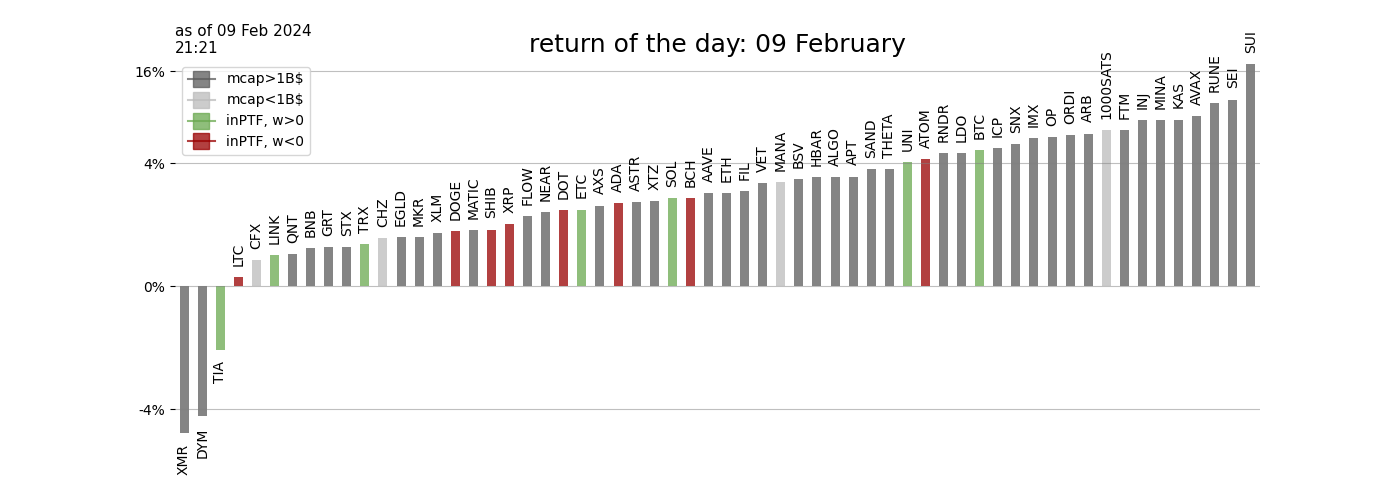 as of 09 Feb 2024
21:21
return of the day: 09 February
mcap>1B$
mcap<1B$
inPTF, w>0
inPTF, w<0
16%
4%
0%
-4%
XMR
DYM
TIA
LTC
CFX
LINK
QNT
BNB
GRT
STX
TRX
CHZ
EGLD
MKR
XLM
DOGE
MATIC
SHIB
XRP
FLOW
NEAR
DOT
ETC
AXS
ADA
ASTR
XTZ
SOL
BCH
AAVE
ETH
FIL
VET
MANA
BSV
HBAR
ALGO
APT
SAND
THETA
UNI
ATOM
RNDR
LDO
BTC
ICP
SNX
IMX
OP
ORDI
ARB
1000SATS
FTM
INJ
MINA
KAS
AVAX
RUNE
SEI
SUI